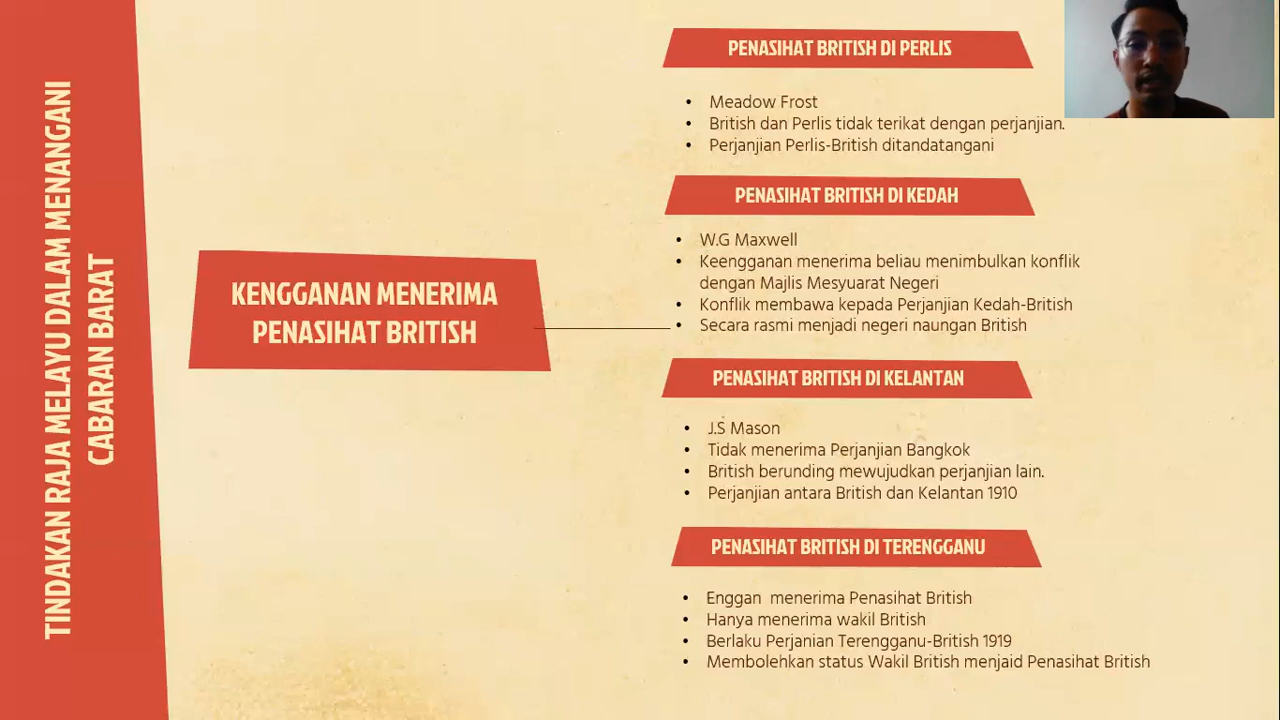 TINDAKAN RAJA MELAYU DALAM MENANGANI
CABARAN BARAT
KENGGANAN MENERIMA
PENASIHAT BRITISH
PENASIHAT BRITISH DI PERLIS
• Meadow Frost
• British dan Perlis tidak terikat dengan perjanjian.
• Perjanjian Perlis-British ditandatangani
PENASIHAT BRITISH DI KEDAH
• W.G Maxwell
• Keengganan menerima beliau menimbulkan konflik
dengan Majlis Mesyuarat Negeri
• Konflik membawa kepada Perjanjian Kedah-British
• Secara rasmi menjadi negeri naungan British
PENASIHAT BRITISH DI KELANTAN
• J.S Mason
• Tidak menerima Perjanjian Bangkok
• British berunding mewujudkan perjanjian lain.
• Perjanjian antara British dan Kelantan 1910
PENASIHAT BRITISH DI TERENGGANU
• Enggan  menerima Penasihat British
• Hanya menerima wakil British
• Berlaku Perjanian Terengganu-British 1919
• Membolehkan status Wakil British menjaid Penasihat British